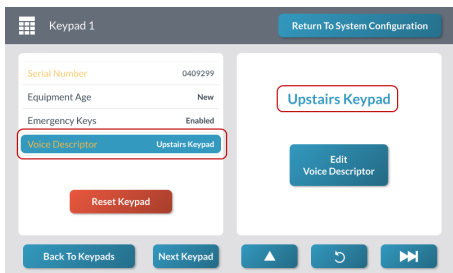 Keypad 1
Return To System Configuration
Serial Number 0409299
Equipment Age New
Emergency Keys Enabled
Voice Descriptor Upstairs Keypad
Reset Keypad
Upstairs Keypad
Edit
Voice Descriptor
Back To Keypads
Next Keypad